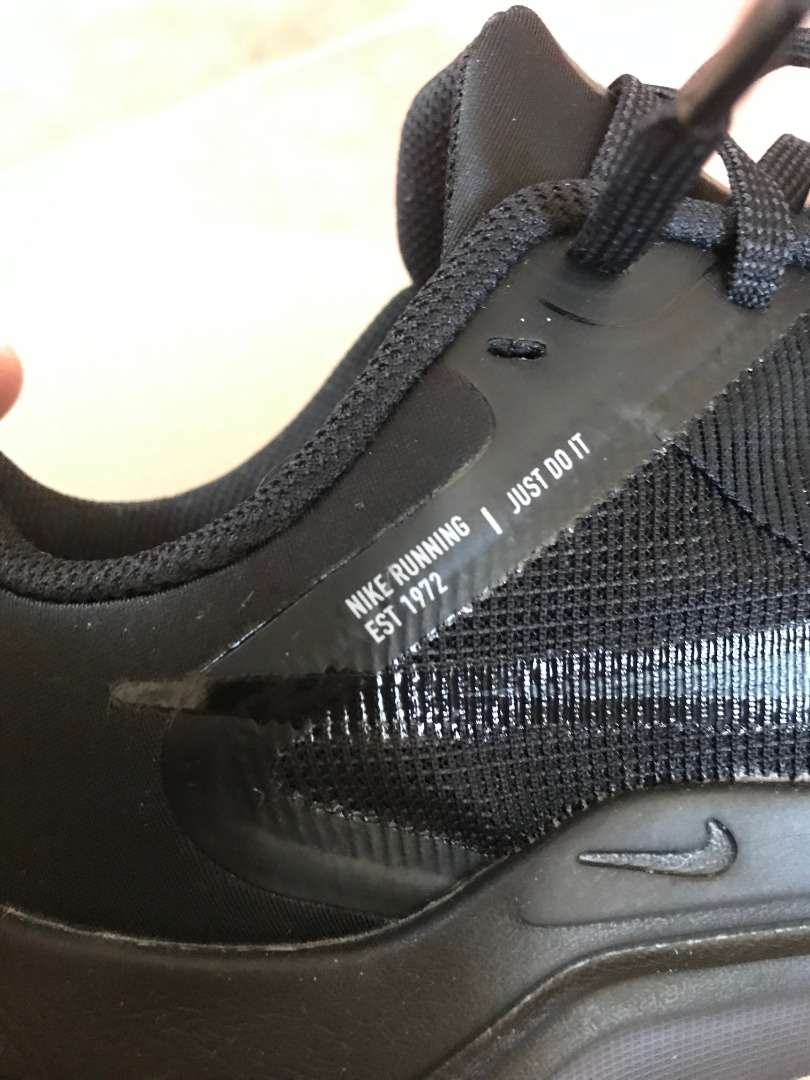 NIKE RUNNING | JUST DO IT
EST 1972